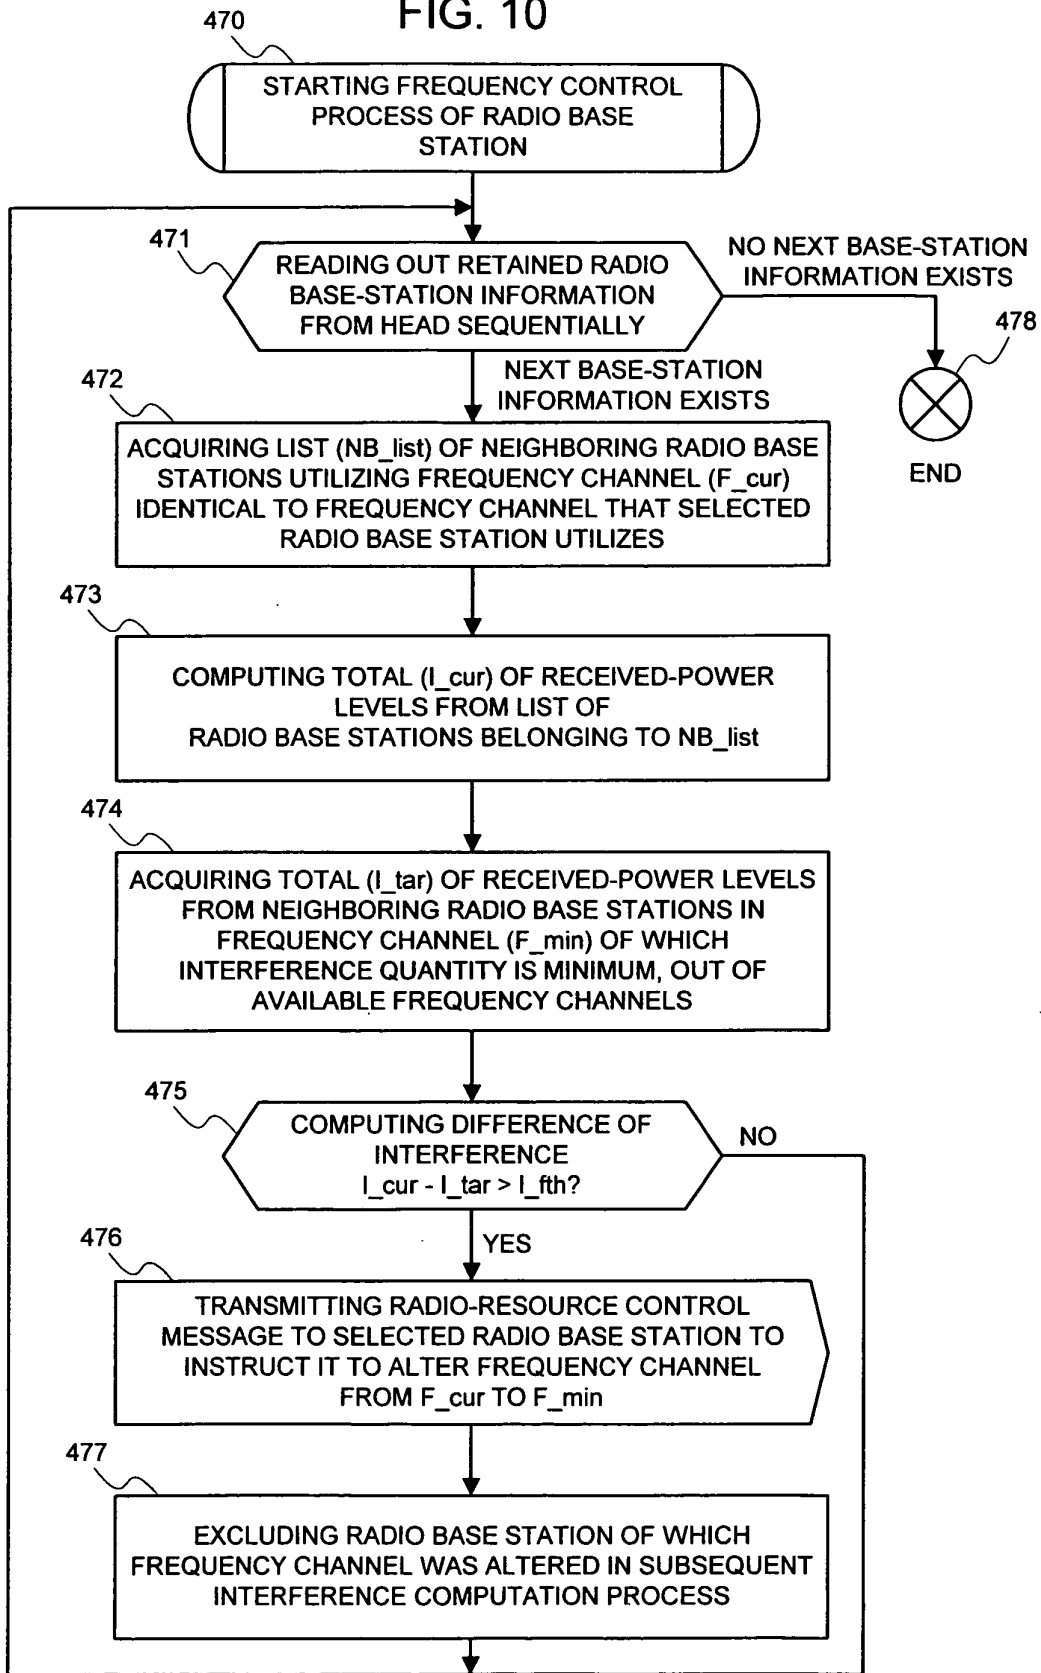 FIG. 10
470
STARTING FREQUENCY CONTROL
PROCESS OF RADIO BASE
STATION
471
READING OUT RETAINED RADIO
BASE-STATION INFORMATION
FROM HEAD SEQUENTIALLY
NO NEXT BASE-STATION
INFORMATION EXISTS
478
END
NEXT BASE-STATION
INFORMATION EXISTS
472
ACQUIRING LIST (NB_list) OF NEIGHBORING RADIO BASE
STATIONS UTILIZING FREQUENCY CHANNEL (F_cur)
IDENTICAL TO FREQUENCY CHANNEL THAT SELECTED
RADIO BASE STATION UTILIZES
473
COMPUTING TOTAL (I_cur) OF RECEIVED-POWER
LEVELS FROM LIST OF
RADIO BASE STATIONS BELONGING TO NB_list
474
ACQUIRING TOTAL (I_tar) OF RECEIVED-POWER LEVELS
FROM NEIGHBORING RADIO BASE STATIONS IN
FREQUENCY CHANNEL (F_min) OF WHICH
INTERFERENCE QUANTITY IS MINIMUM, OUT OF
AVAILABLE FREQUENCY CHANNELS
475
COMPUTING DIFFERENCE OF
INTERFERENCE
I_cur - I_tar > I_fth?
NO
YES
476
TRANSMITTING RADIO-RESOURCE CONTROL
MESSAGE TO SELECTED RADIO BASE STATION TO
INSTRUCT IT TO ALTER FREQUENCY CHANNEL
FROM F_cur TO F_min
477
EXCLUDING RADIO BASE STATION OF WHICH
FREQUENCY CHANNEL WAS ALTERED IN SUBSEQUENT
INTERFERENCE COMPUTATION PROCESS